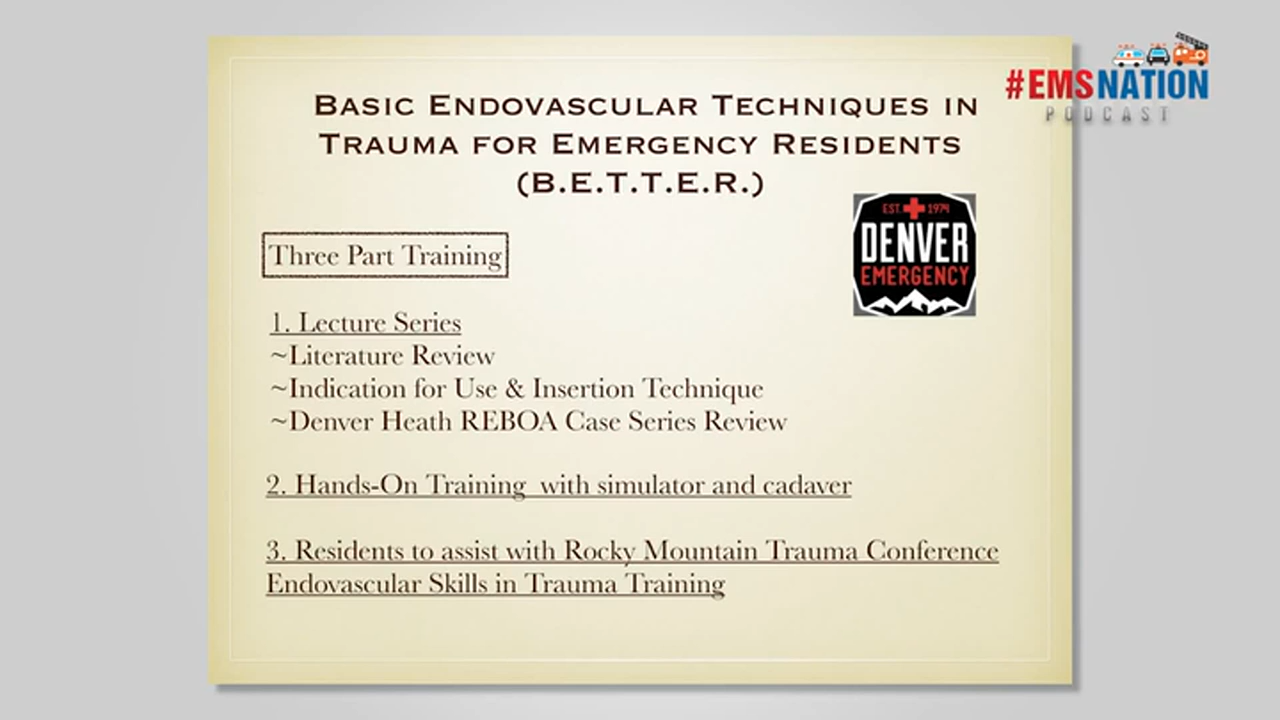 #EMSNATION
PODCAST
BASIC ENDOVASCULAR TECHNIQUES IN
TRAUMA FOR EMERGENCY RESIDENTS
(B.E.T.T.E.R.)
EST. 1974
DENVER
EMERGENCY
Three Part Training
1. Lecture Series
~Literature Review
~Indication for Use & Insertion Technique
~Denver Heath REBOA Case Series Review
2. Hands-On Training with simulator and cadaver
3. Residents to assist with Rocky Mountain Trauma Conference
Endovascular Skills in Trauma Training